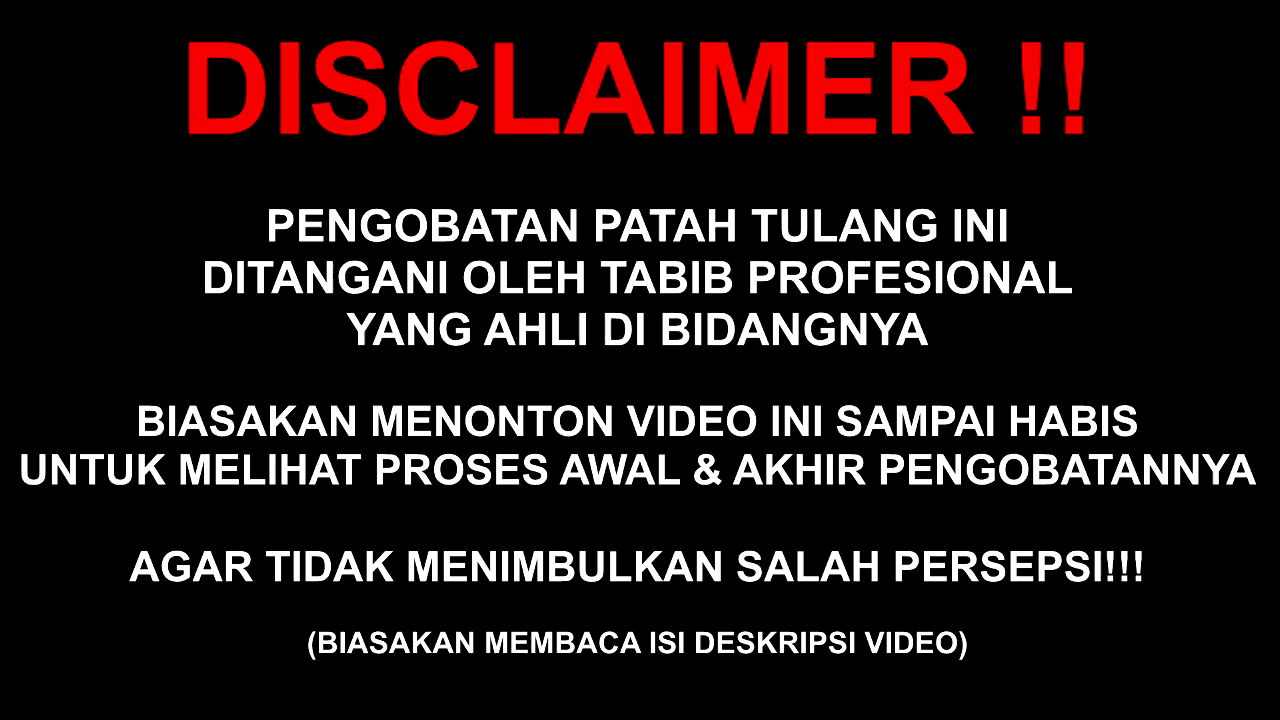 DISCLAIMER !!
PENGOBATAN PATAH TULANG INI
DITANGANI OLEH TABIB PROFESIONAL
YANG AHLI DI BIDANGNYA
BIASAKAN MENONTON VIDEO INI SAMPAI HABIS
UNTUK MELIHAT PROSES AWAL & AKHIR PENGOBATANNYA
AGAR TIDAK MENIMBULKAN SALAH PERSEPSI!!!
(BIASAKAN MEMBACA ISI DESKRIPSI VIDEO)